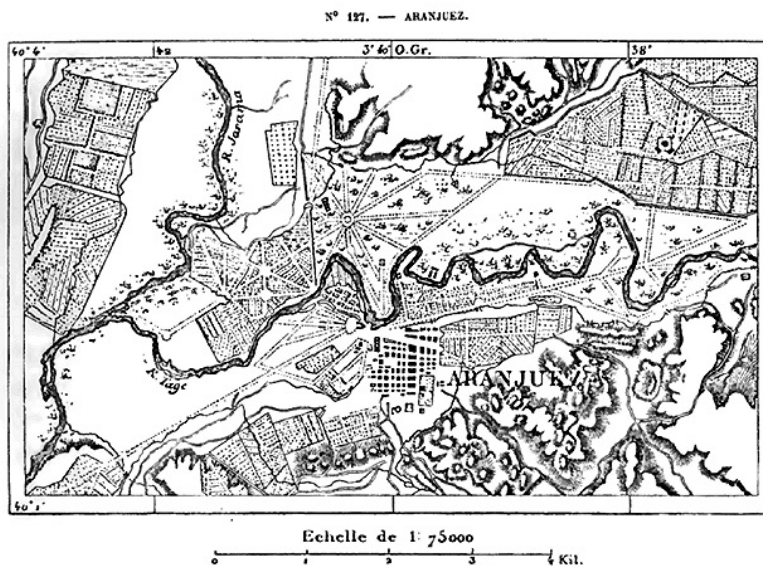 Nº 127. — ARANJUEZ.
40° 4' 42 3° 40' O.Gr. 38°
R. Jarama
R. Tage
ARANJUEZ
40° 1'
Echelle de 1: 75000
0 1 2 3 4 Kil.